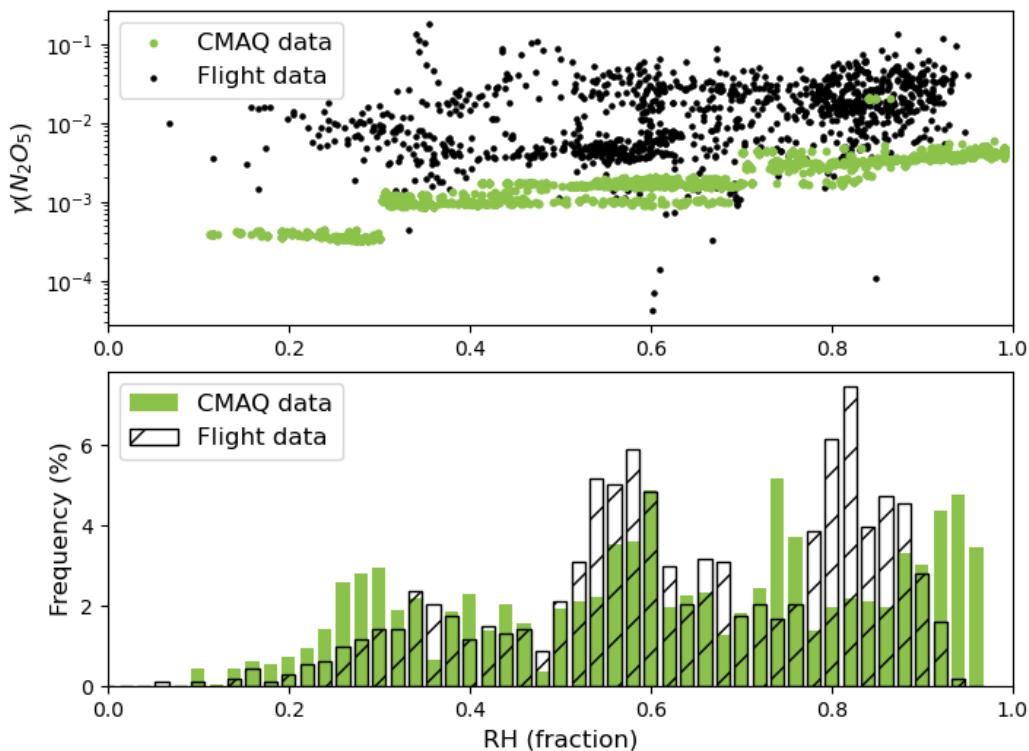 10⁻¹
10⁻²
10⁻³
10⁻⁴
γ(N₂O₅)
CMAQ data
Flight data
0.0 0.2 0.4 0.6 0.8 1.0
6
4
2
0
Frequency (%)
CMAQ data
Flight data
0.0 0.2 0.4 0.6 0.8 1.0
RH (fraction)